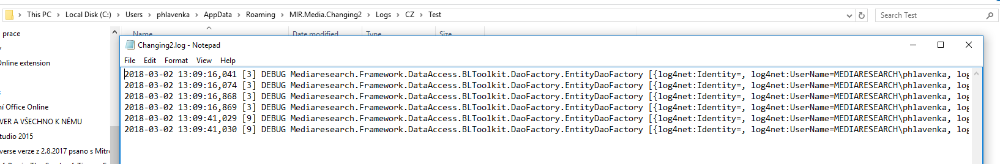 This PC > Local Disk (C:) > Users > phlavenka > AppData > Roaming > MIR.Media.Changing2 > Logs > CZ > Test
Search Test
prace
Online extension
ní Office Online
VER A VŠECHNO K NĚMU
tudio 2015
verse verze z 2.8.2017 psano s Mitro
Name Date modified Type Size
Changing2.log - Notepad
File Edit Format View Help
2018-03-02 13:09:16,041 [3] DEBUG Mediaresearch.Framework.DataAccess.BLToolkit.DaoFactory.EntityDaoFactory [{log4net:Identity=, log4net:UserName=MEDIARESEARCH\phlavenka, log
2018-03-02 13:09:16,074 [3] DEBUG Mediaresearch.Framework.DataAccess.BLToolkit.DaoFactory.EntityDaoFactory [{log4net:Identity=, log4net:UserName=MEDIARESEARCH\phlavenka, log
2018-03-02 13:09:16,868 [3] DEBUG Mediaresearch.Framework.DataAccess.BLToolkit.DaoFactory.EntityDaoFactory [{log4net:Identity=, log4net:UserName=MEDIARESEARCH\phlavenka, log
2018-03-02 13:09:16,869 [3] DEBUG Mediaresearch.Framework.DataAccess.BLToolkit.DaoFactory.EntityDaoFactory [{log4net:Identity=, log4net:UserName=MEDIARESEARCH\phlavenka, log
2018-03-02 13:09:41,029 [9] DEBUG Mediaresearch.Framework.DataAccess.BLToolkit.DaoFactory.EntityDaoFactory [{log4net:Identity=, log4net:UserName=MEDIARESEARCH\phlavenka, log
2018-03-02 13:09:41,030 [9] DEBUG Mediaresearch.Framework.DataAccess.BLToolkit.DaoFactory.EntityDaoFactory [{log4net:Identity=, log4net:UserName=MEDIARESEARCH\phlavenka, log